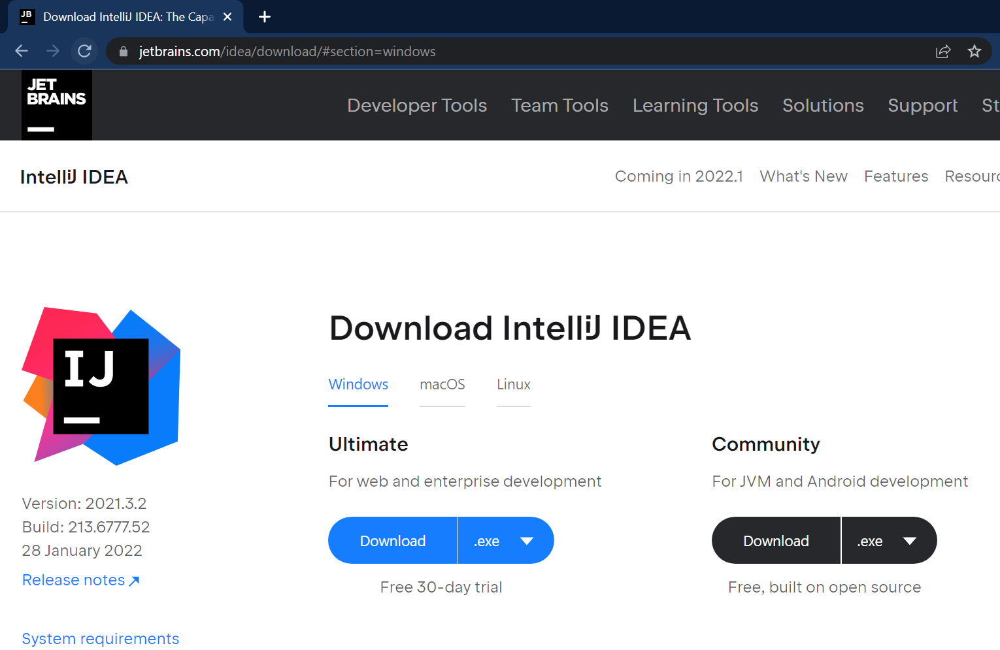 JB
Download IntelliJ IDEA: The Capa
jetbrains.com/idea/download/#section=windows
JET
BRAINS
Developer Tools Team Tools Learning Tools Solutions Support St
IntelliJ IDEA
Coming in 2022.1 What's New Features Resourc
IJ
Download IntelliJ IDEA
Windows macOS Linux
Ultimate
For web and enterprise development
Download .exe
Free 30-day trial
Community
For JVM and Android development
Download .exe
Free, built on open source
Version: 2021.3.2
Build: 213.6777.52
28 January 2022
Release notes
System requirements